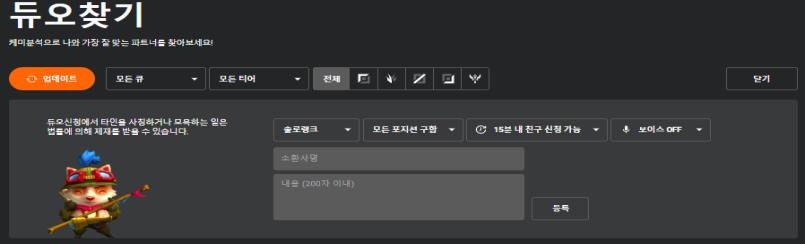 듀오찾기
케미분석으로 나와 가장 잘 맞는 파트너를 찾아보세요!
업데이트 모든 큐 모든 티어 전체 닫기
듀오신청에서 타인을 사칭하거나 모욕하는 일은
법률에 의해 제재를 받을 수 있습니다.
솔로랭크 모든 포지션 구함 15분 내 친구 신청 가능 보이스 OFF
소환사명
내용 (200자 이내)
등록